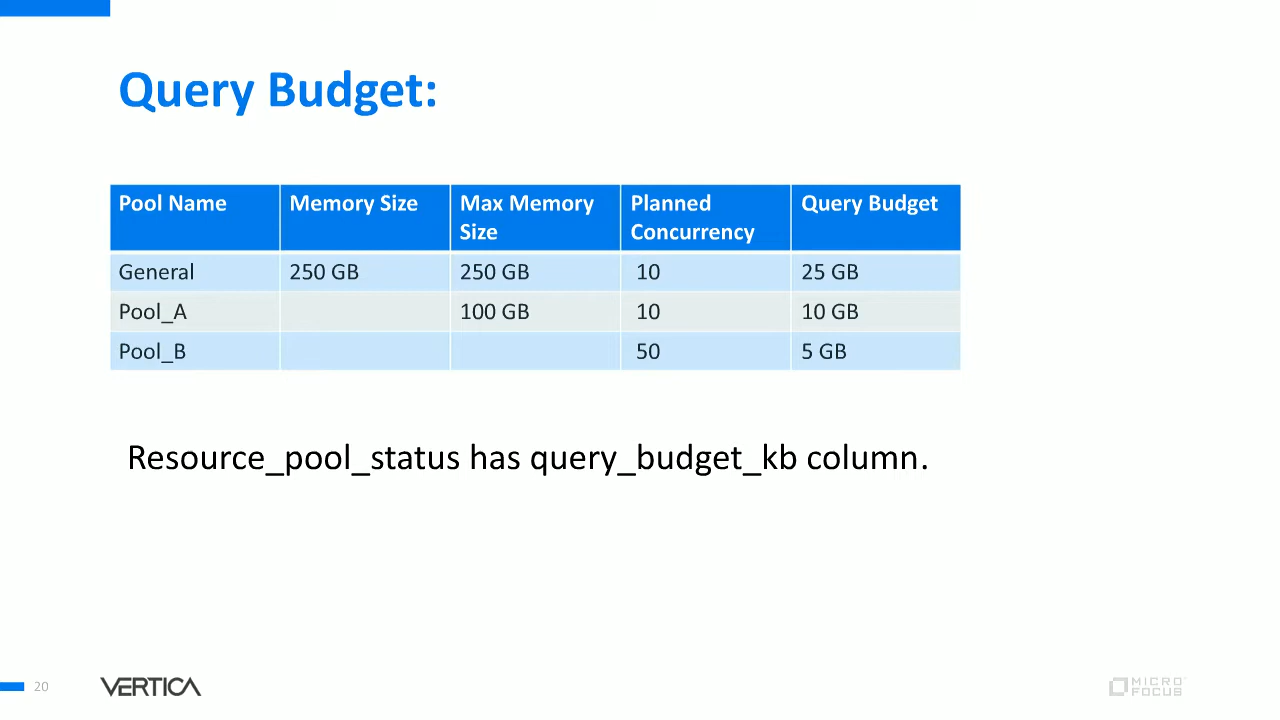 Query Budget:
Pool Name Memory Size Max Memory Size Planned Concurrency Query Budget
General 250 GB 250 GB 10 25 GB
Pool_A 100 GB 10 10 GB
Pool_B 50 5 GB
Resource_pool_status has query_budget_kb column.
20
VERTICA
MICRO
FOCUS